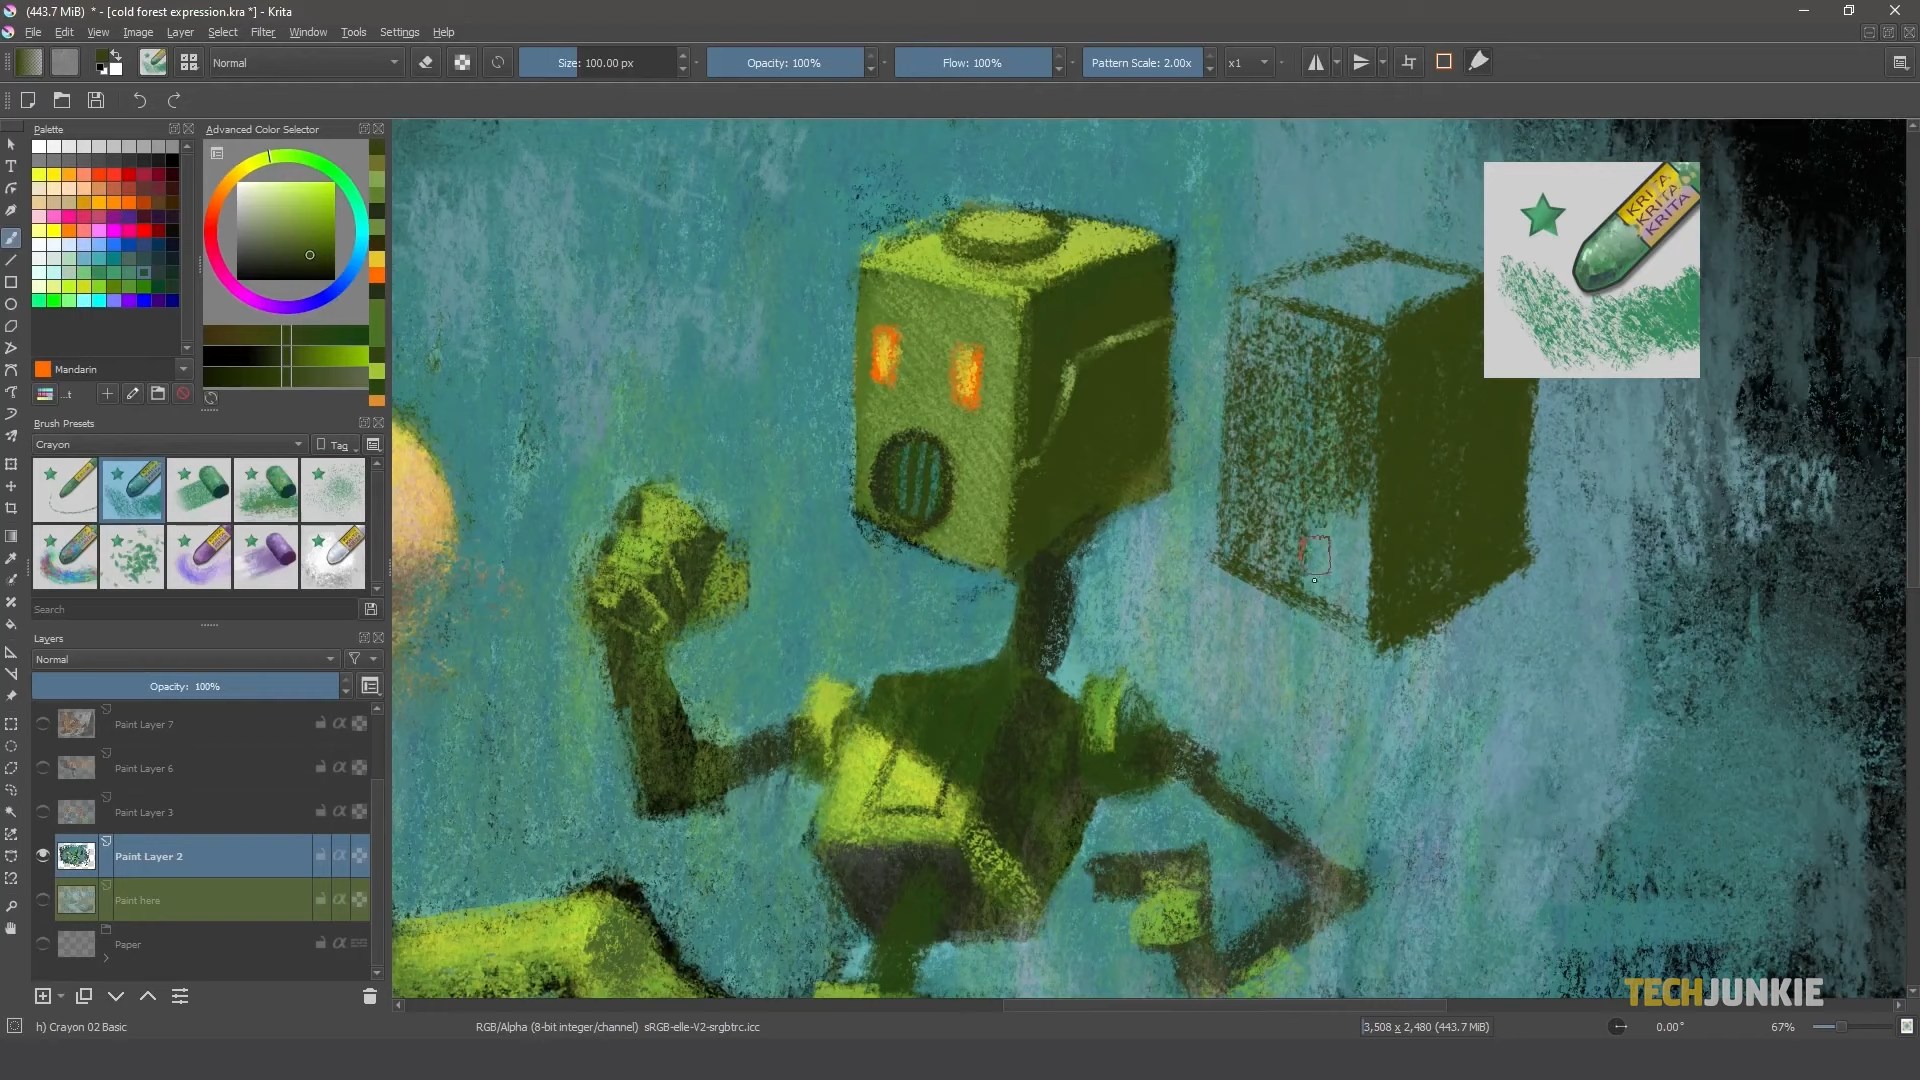 (443.7 MiB) * - [cold forest expression.kra *] - Krita
File Edit View Image Layer Select Filter Window Tools Settings Help
Normal Size: 100.00 px Opacity: 100% Flow: 100% Pattern Scale: 2.00x x1
Palette
Advanced Color Selector
KRITA
KRITA
KRITA
Mandarin
...t
Brush Presets
Crayon
Tag
Search
Layers
Normal
Opacity: 100%
Paint Layer 7
Paint Layer 6
Paint Layer 3
Paint Layer 2
Paint here
Paper
TECHJUNKIE
h) Crayon 02 Basic
RGB/Alpha (8-bit integer/channel) sRGB-elle-V2-srgbtrc.icc
3,508 x 2,480 (443.7 MiB)
0.00°
67%